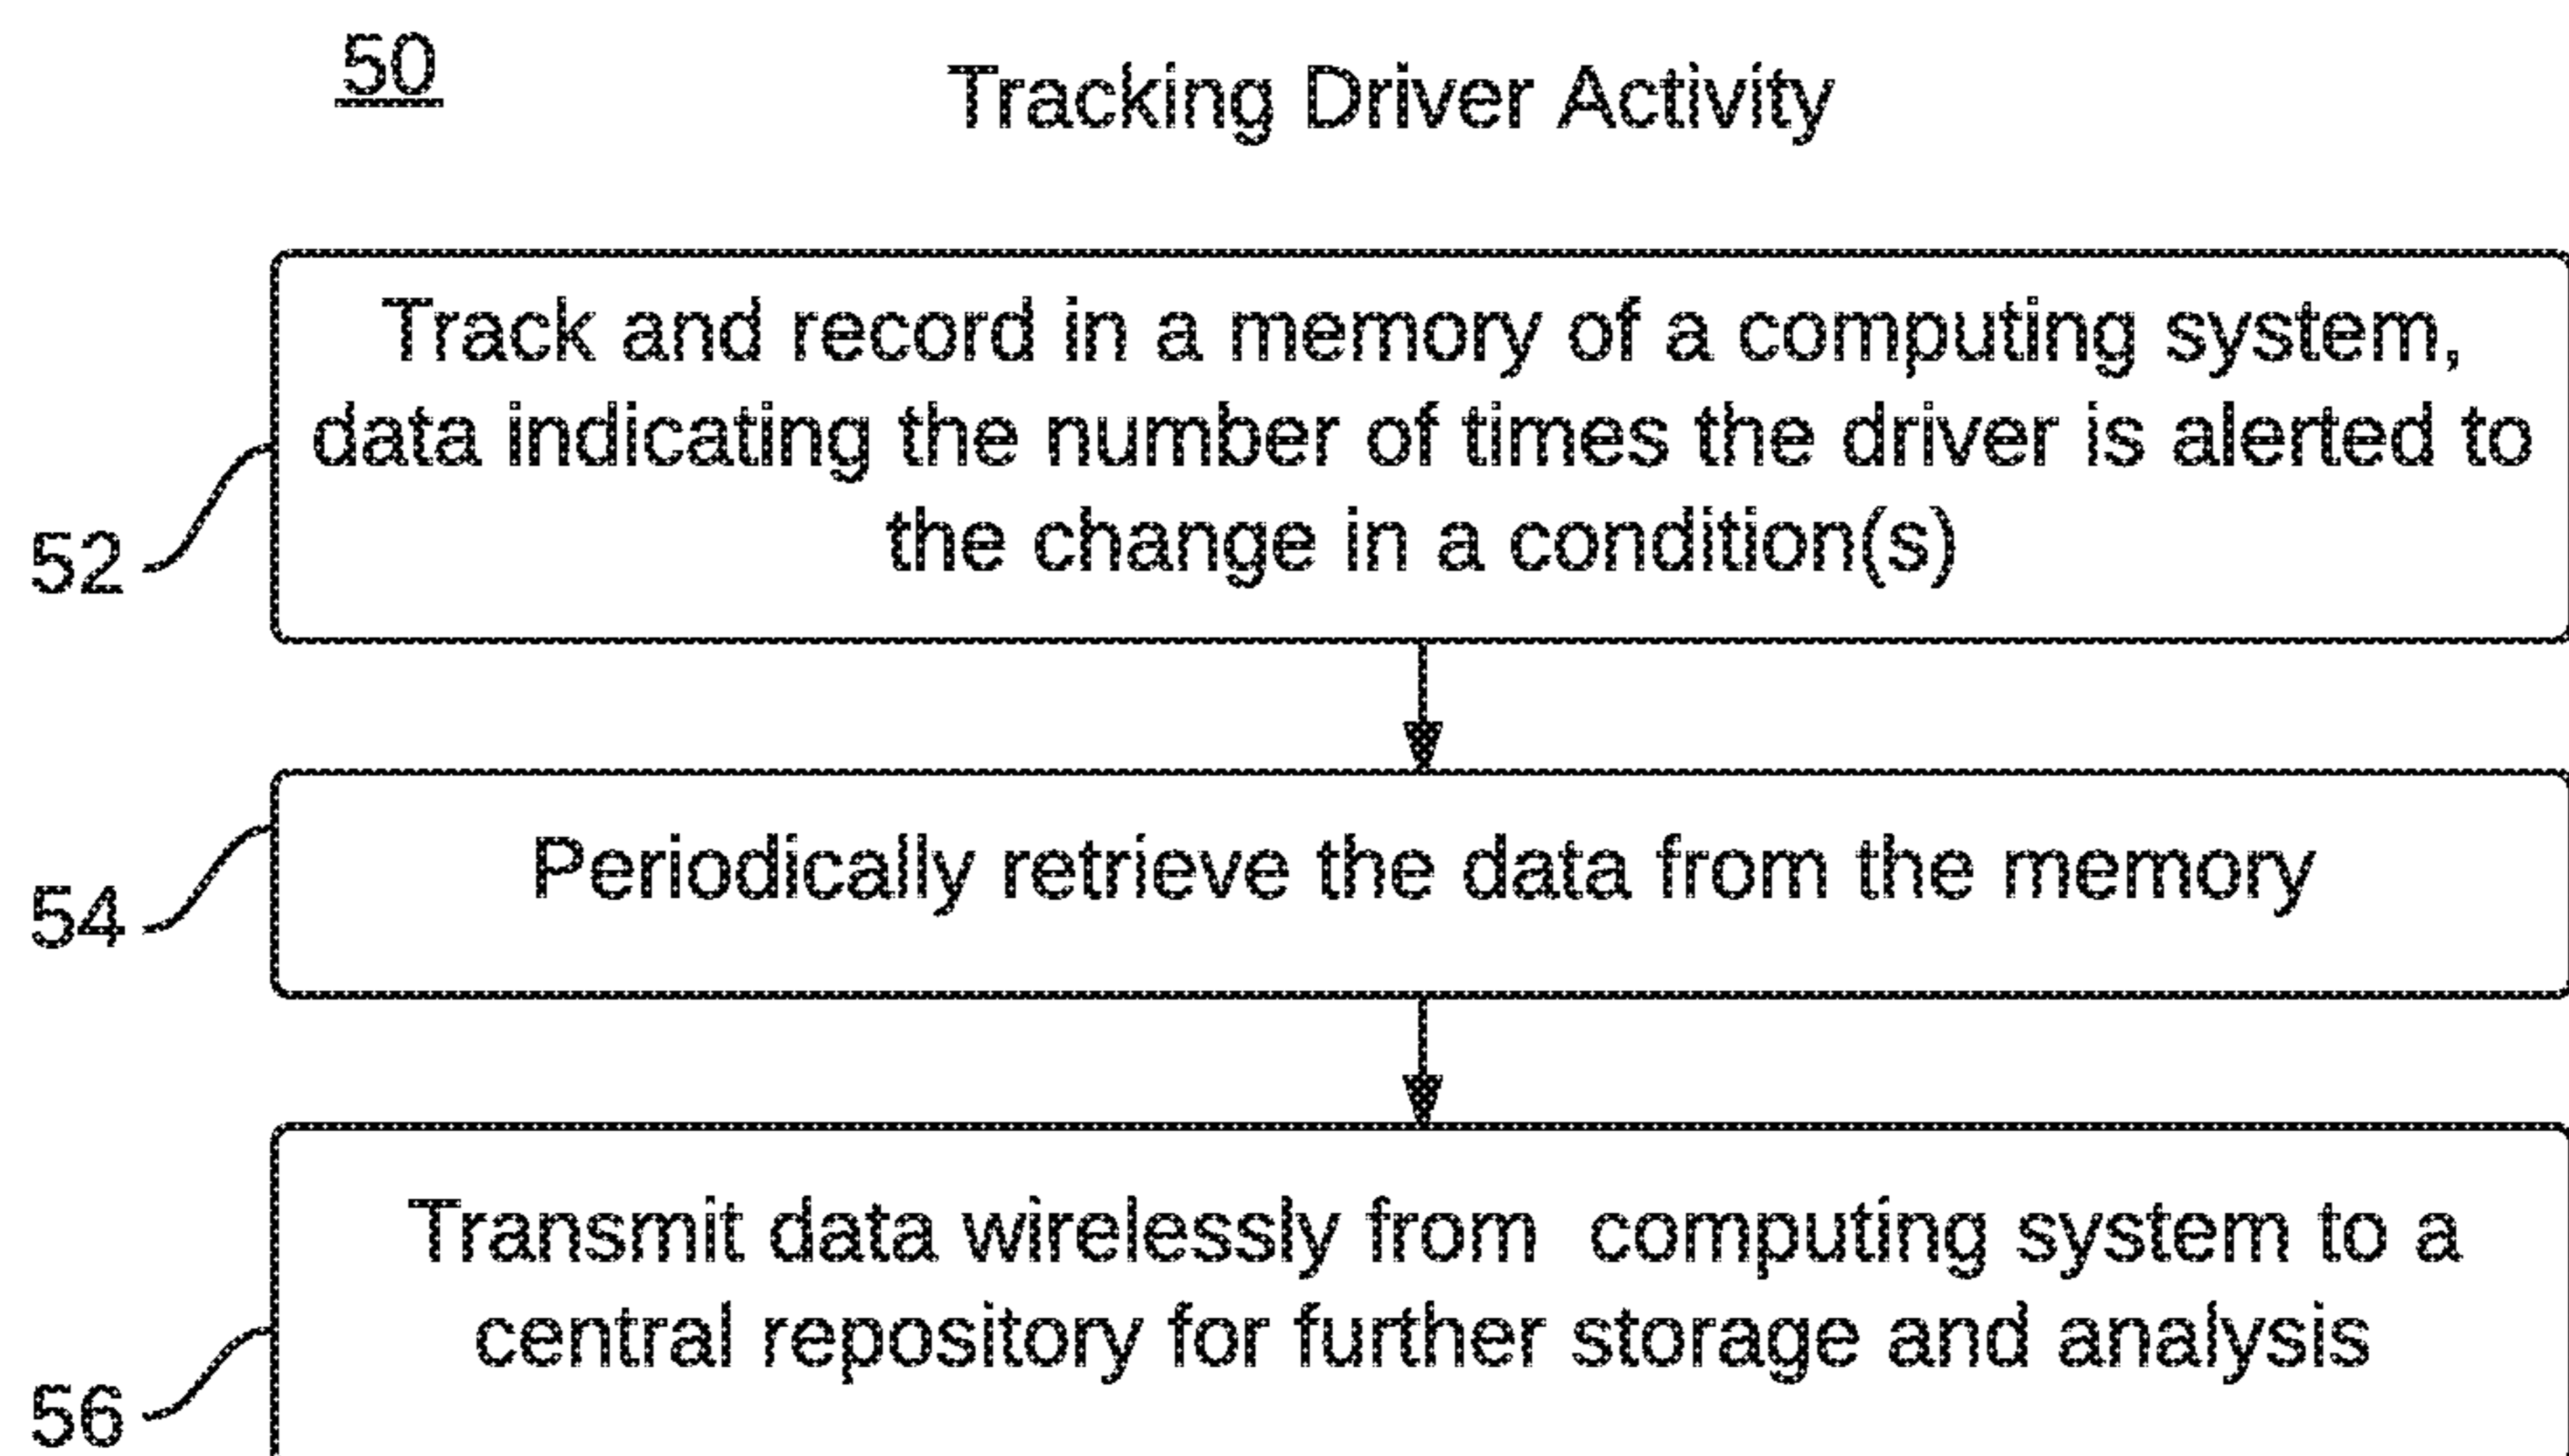 50
Tracking Driver Activity
Track and record in a memory of a computing system,
data indicating the number of times the driver is alerted to
the change in a condition(s)
52
Periodically retrieve the data from the memory
54
Transmit data wirelessly from  computing system to a
central repository for further storage and analysis
56